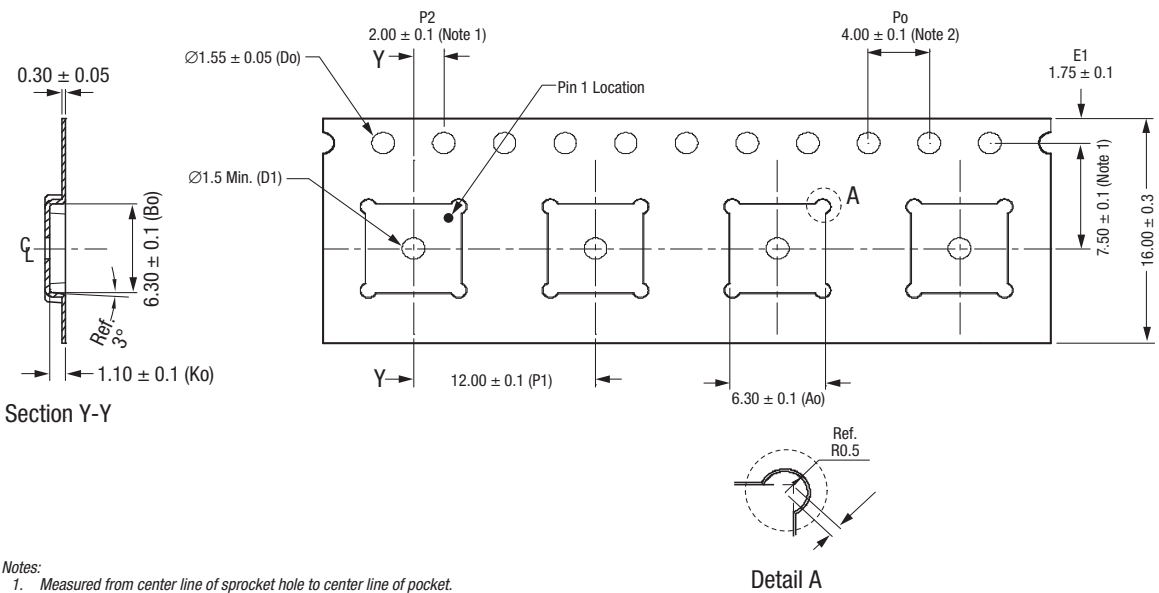 P2
2.00 ± 0.1 (Note 1)
Po
4.00 ± 0.1 (Note 2)
Y
∅1.55 ± 0.05 (Do)
E1
1.75 ± 0.1
0.30 ± 0.05
Pin 1 Location
∅1.5 Min. (D1)
A
7.50 ± 0.1 (Note 1)
16.00 ± 0.3
CL
6.30 ± 0.1 (Bo)
Ref.
3°
1.10 ± 0.1 (Ko)
Y
12.00 ± 0.1 (P1)
6.30 ± 0.1 (Ao)
Section Y-Y
Ref.
R0.5
Detail A
Notes:
1. Measured from center line of sprocket hole to center line of pocket.